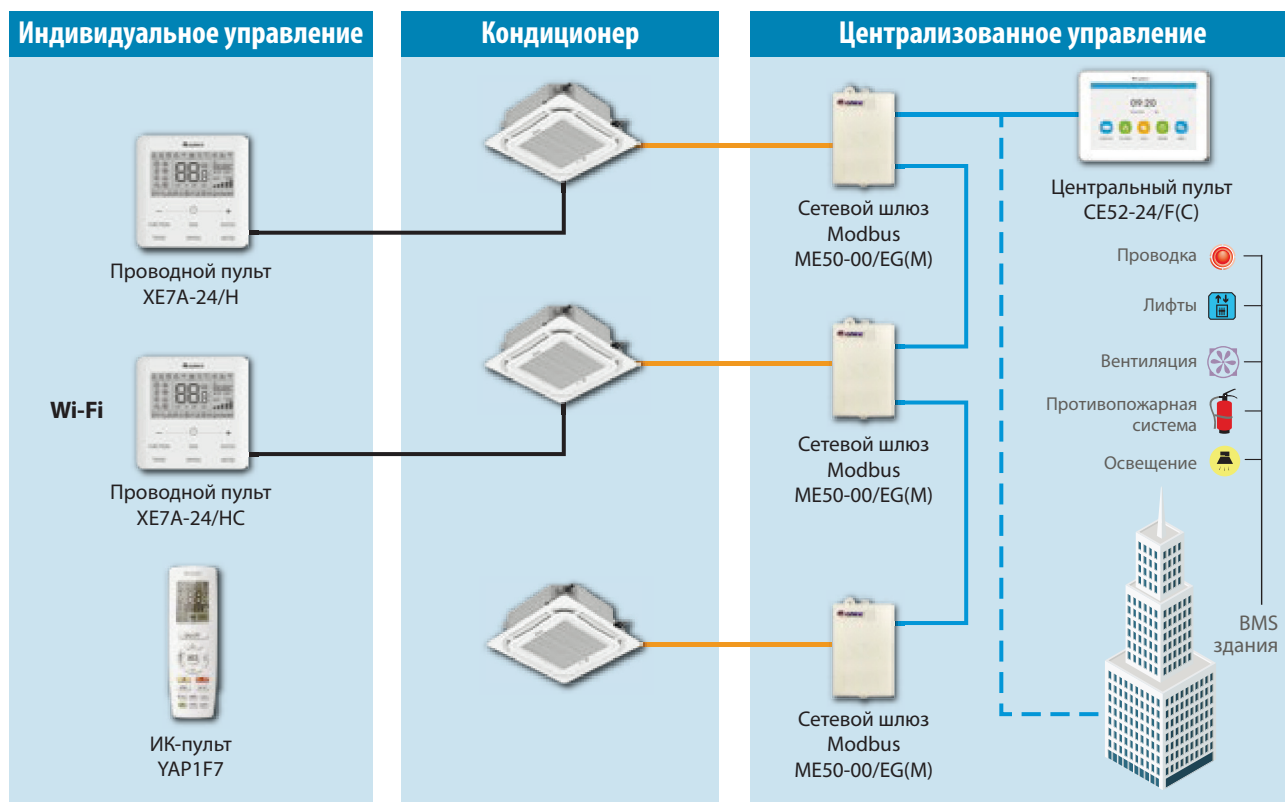 Индивидуальное управление
Кондиционер
Централизованное управление
Проводной пульт
XE7A-24/H
Wi-Fi
Проводной пульт
XE7A-24/HC
ИК-пульт
YAP1F7
Сетевой шлюз
Modbus
ME50-00/EG(M)
Сетевой шлюз
Modbus
ME50-00/EG(M)
Сетевой шлюз
Modbus
ME50-00/EG(M)
09:20
Центральный пульт
CE52-24/F(C)
Проводка
Лифты
Вентиляция
Противопожарная
система
Освещение
BMS
здания